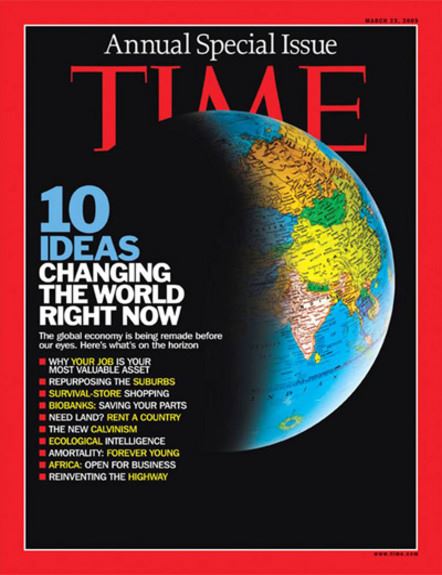 MARCH 23, 2009
Annual Special Issue
TIME
10
IDEAS
CHANGING
THE WORLD
RIGHT NOW
The global economy is being remade before
our eyes. Here's what's on the horizon
WHY YOUR JOB IS YOUR
MOST VALUABLE ASSET
REPURPOSING THE SUBURBS
SURVIVAL-STORE SHOPPING
BIOBANKS: SAVING YOUR PARTS
NEED LAND? RENT A COUNTRY
THE NEW CALVINISM
ECOLOGICAL INTELLIGENCE
AMORTALITY: FOREVER YOUNG
AFRICA: OPEN FOR BUSINESS
REINVENTING THE HIGHWAY
WWW.TIME.COM